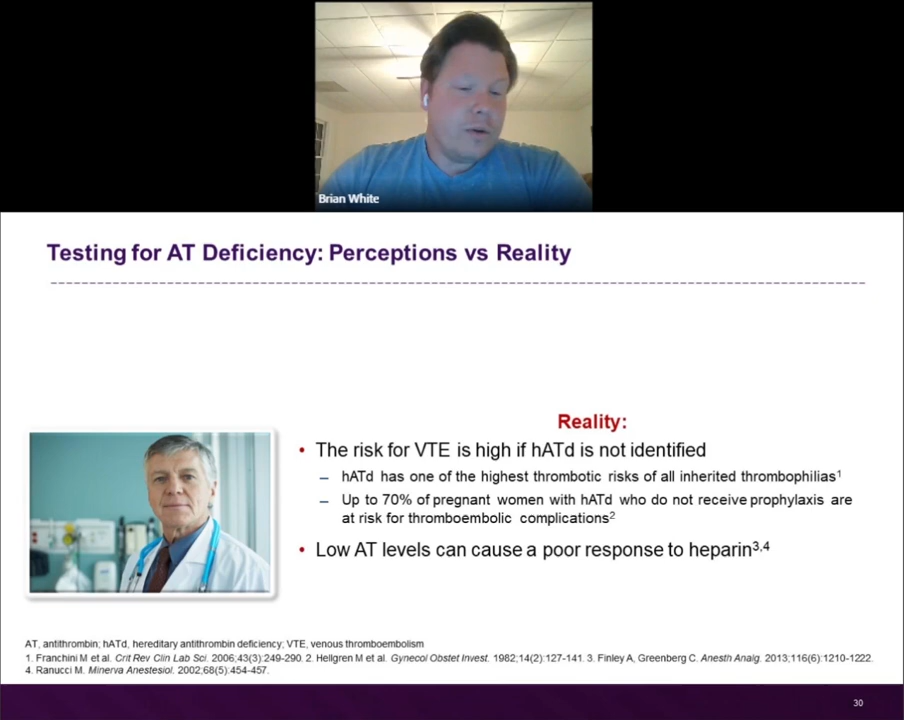 Brian White
Testing for AT Deficiency: Perceptions vs Reality
Reality:
• The risk for VTE is high if hATd is not identified
– hATd has one of the highest thrombotic risks of all inherited thrombophilias1
– Up to 70% of pregnant women with hATd who do not receive prophylaxis are
at risk for thromboembolic complications2
• Low AT levels can cause a poor response to heparin3,4
AT, antithrombin; hATd, hereditary antithrombin deficiency; VTE, venous thromboembolism
1. Franchini M et al. Crit Rev Clin Lab Sci. 2006;43(3):249-290. 2. Hellgren M et al. Gynecol Obstet Invest. 1982;14(2):127-141. 3. Finley A, Greenberg C. Anesth Analg. 2013;116(6):1210-1222.
4. Ranucci M. Minerva Anestesiol. 2002;68(5):454-457.
30